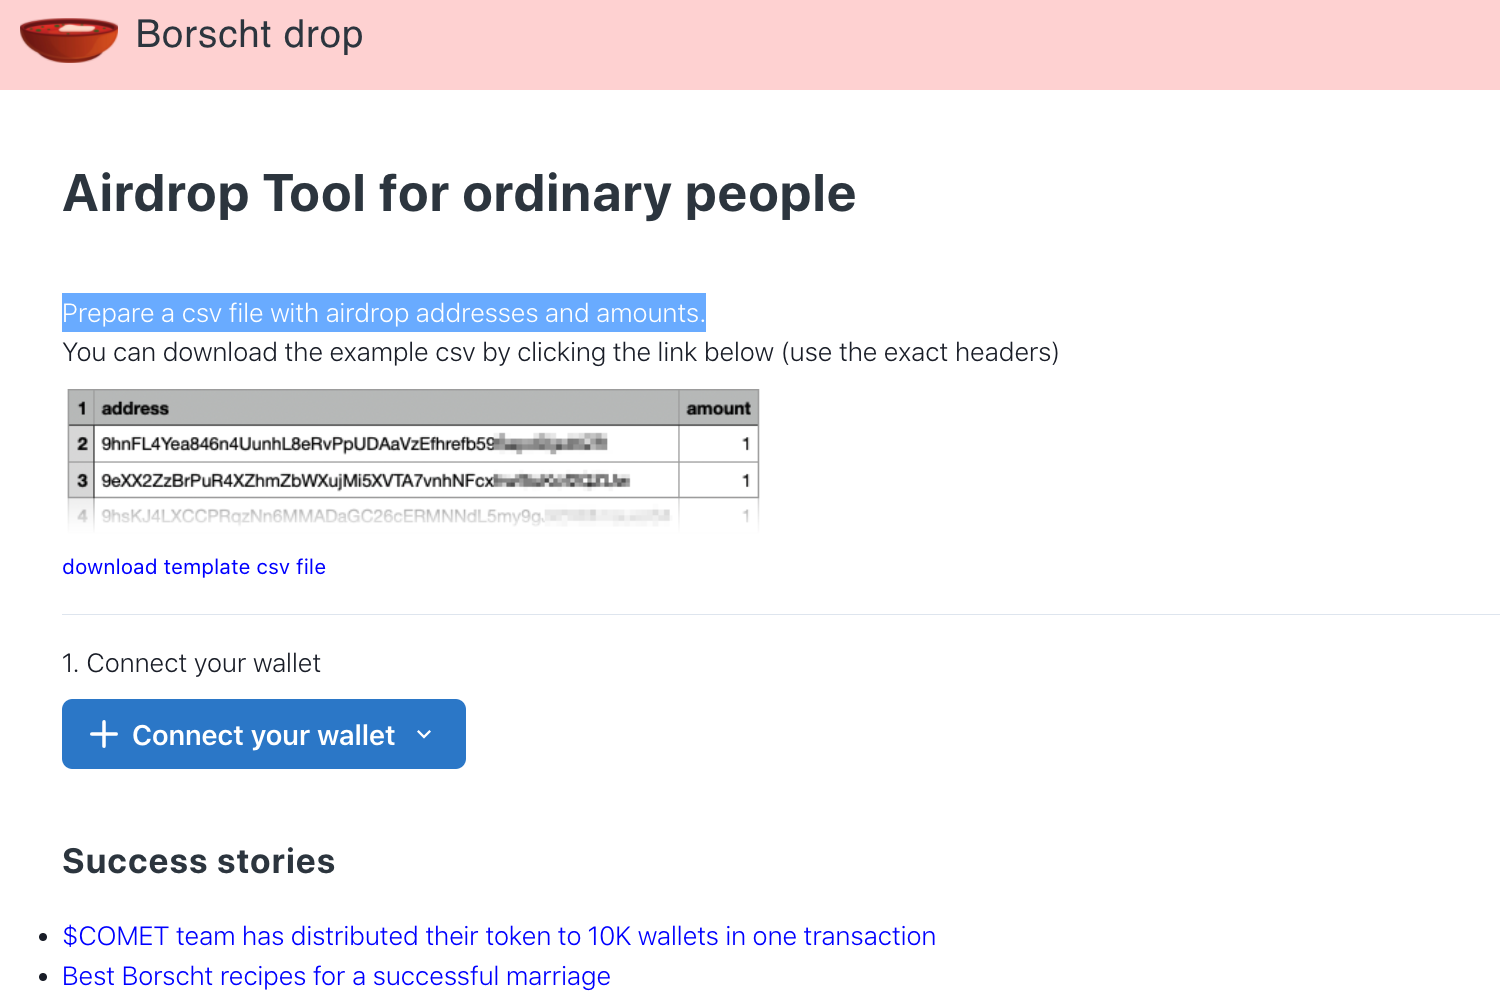 Borscht drop
Airdrop Tool for ordinary people
Prepare a csv file with airdrop addresses and amounts.
You can download the example csv by clicking the link below (use the exact headers)
1 address amount
2 9hnFL4Yea846n4UunhL8eRvPpUDAaVzEfhrefb59 1
3 9eXX2ZzBrPuR4XZhmZbWXujMi5XVTA7vnhNFcx 1
4 9hsKJ4LXCCPRqzNn6MMADaGC26cERMNNdL5my9g 1
download template csv file
1. Connect your wallet
Connect your wallet
Success stories
• $COMET team has distributed their token to 10K wallets in one transaction
• Best Borscht recipes for a successful marriage